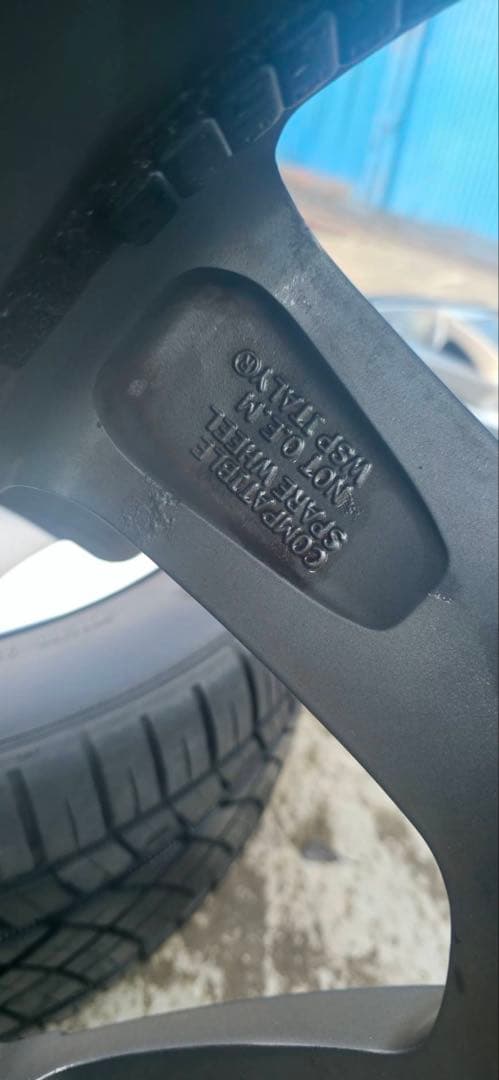 COMPATIBLE
SPARE WHEEL
NOT O.E.M
WSP ITALY®